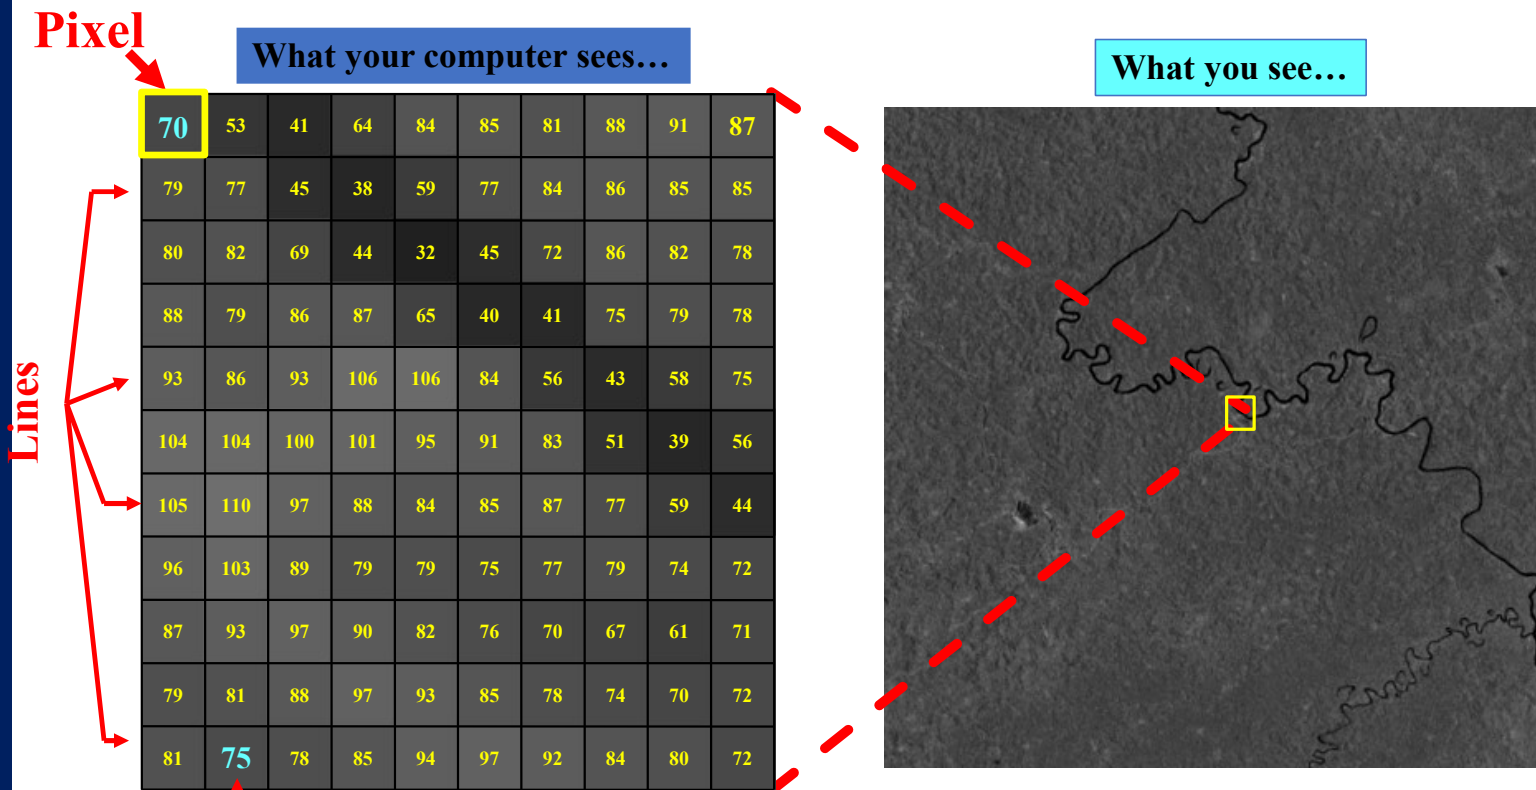 Pixel
What your computer sees…
What you see…
70 53 41 64 84 85 81 88 91 87
79 77 45 38 59 77 84 86 85 85
80 82 69 44 32 45 72 86 82 78
88 79 86 87 65 40 41 75 79 78
93 86 93 106 106 84 56 43 58 75
104 104 100 101 95 91 83 51 39 56
105 110 97 88 84 85 87 77 59 44
96 103 89 79 79 75 77 79 74 72
87 93 97 90 82 76 70 67 61 71
79 81 88 97 93 85 78 74 70 72
81 75 78 85 94 97 92 84 80 72
Lines